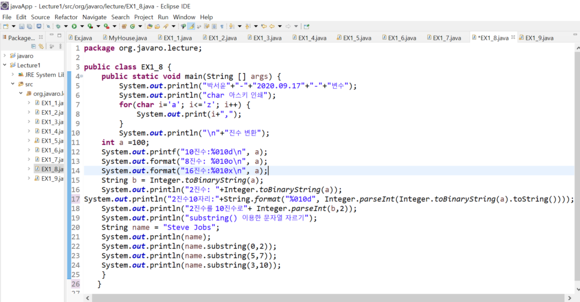 javaApp - Lecture1/src/org/javaro/lecture/EX1_8.java - Eclipse IDE
File Edit Source Refactor Navigate Search Project Run Window Help
Package...
Ex.java MyHouse.java EX1_1.java EX1_2.java EX1_3.java EX1_4.java EX1_5.java EX1_6.java EX1_7.java *EX1_8.java EX1_9.java
javaro
Lecture1
JRE System Li
src
org.javaro.l
EX1_1.ja
EX1_2.ja
EX1_3.ja
EX1_4.ja
EX1_5.ja
EX1_6.ja
EX1_7.ja
EX1_8.ja
EX1_9.ja
1 package org.javaro.lecture;
2
3 public class EX1_8 {
4 public static void main(String [] args) {
5 System.out.println("박서윤"+"-"+"2020.09.17"+"-"+"변수");
6 System.out.println("char 아스키 인쇄");
7 for(char i='a'; i<='z'; i++) {
8 System.out.print(i+",");
9 }
10 System.out.println("\n"+"진수 변환");
11 int a =100;
12 System.out.printf("10진수:%010d\n", a);
13 System.out.format("8진수: %010o\n", a);
14 System.out.format("16진수:%010x\n", a);
15 String b = Integer.toBinaryString(a);
16 System.out.println("2진수: "+Integer.toBinaryString(a));
17 System.out.println("2진수10자리:"+String.format("%010d", Integer.parseInt(Integer.toBinaryString(a).toString())));
18 System.out.println("2진수를 10진수로"+ Integer.parseInt(b,2));
19 System.out.println("substring() 이용한 문자열 자르기");
20 String name = "Steve Jobs";
21 System.out.println(name);
22 System.out.println(name.substring(0,2));
23 System.out.println(name.substring(5,7));
24 System.out.println(name.substring(3,10));
25 }
26 }
27